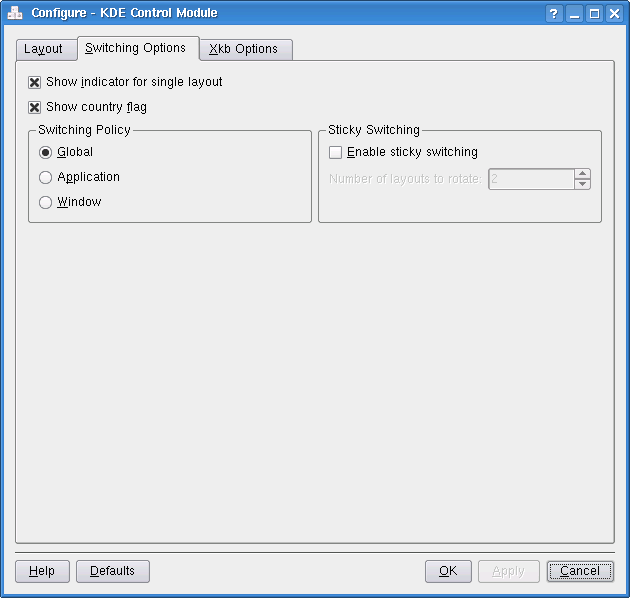 Configure - KDE Control Module
?
Layout Switching Options Xkb Options
Show indicator for single layout
Show country flag
Switching Policy
Global
Application
Window
Sticky Switching
Enable sticky switching
Number of layouts to rotate: 2
Help Defaults OK Apply Cancel